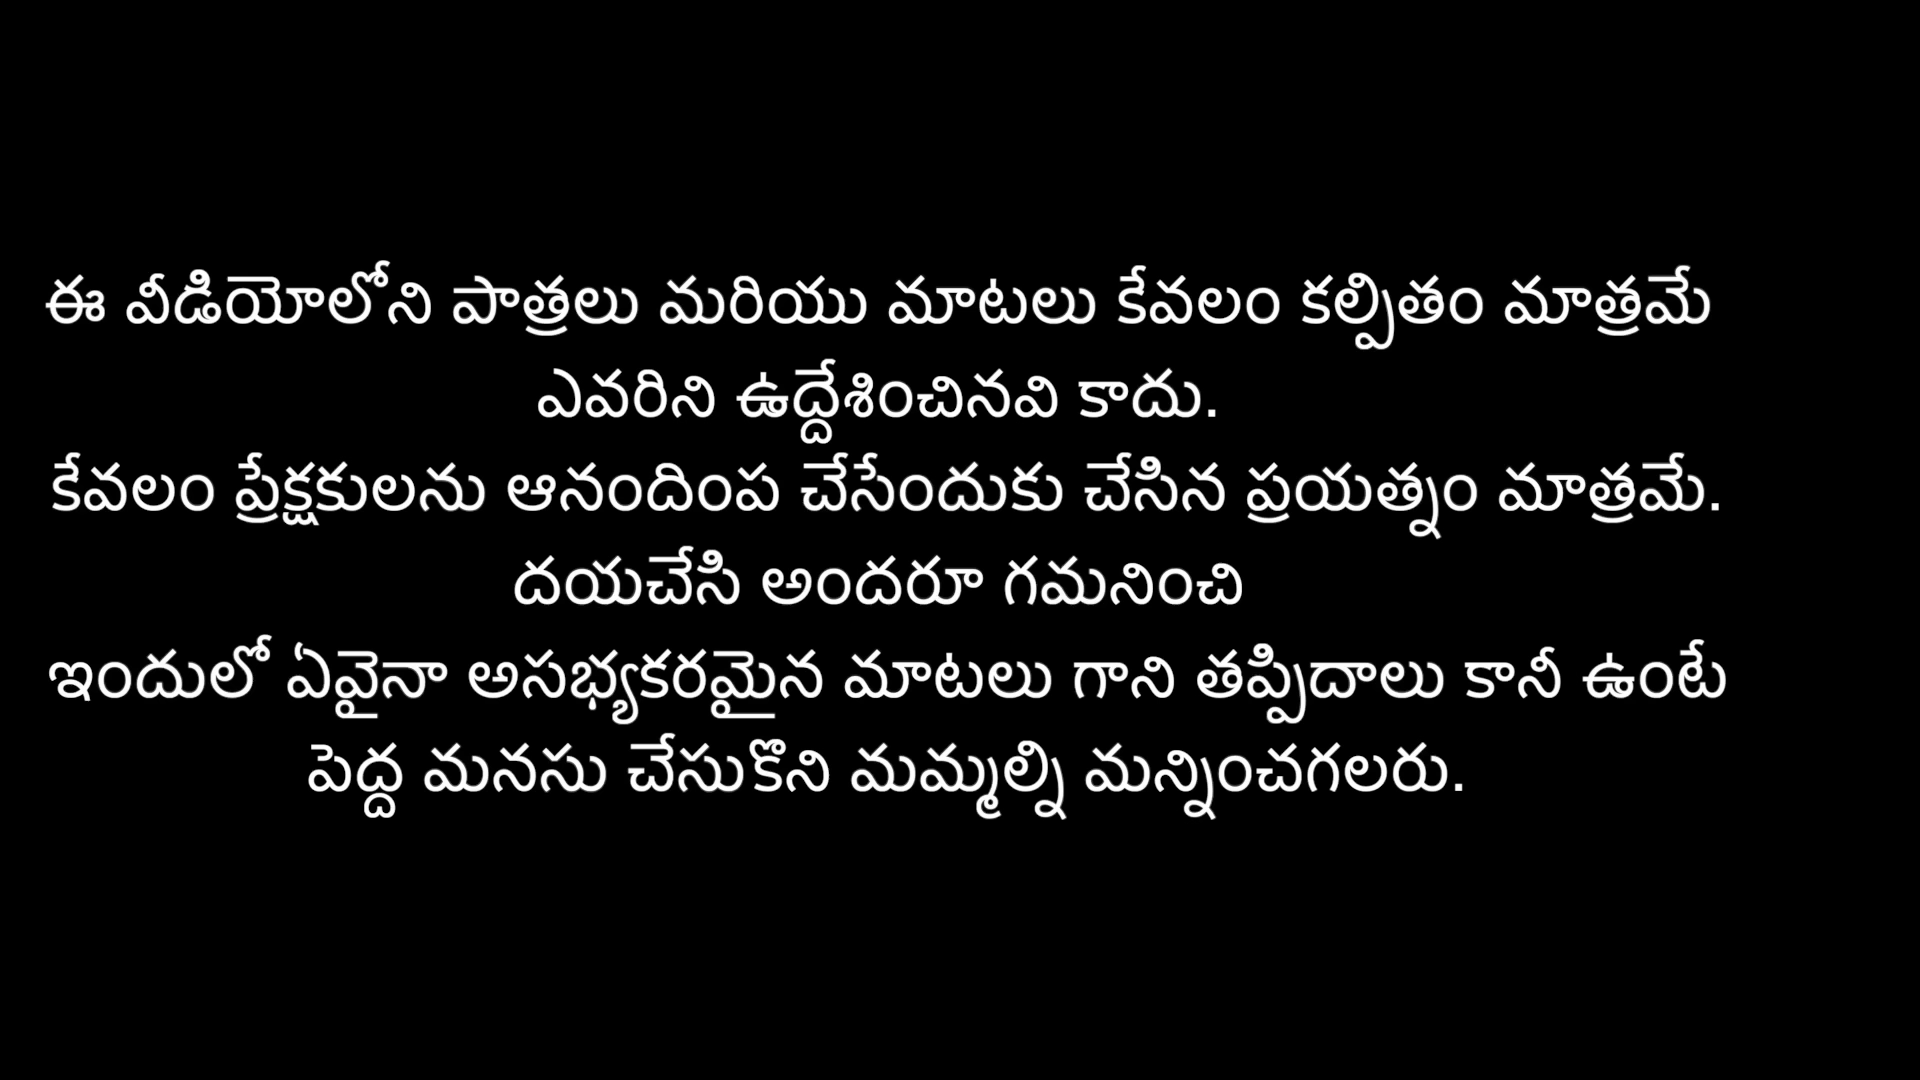 ఈ వీడియోలోని పాత్రలు మరియు మాటలు కేవలం కల్పితం మాత్రమే
ఎవరిని ఉద్దేశించినవి కాదు.
కేవలం ప్రేక్షకులను ఆనందింప చేసేందుకు చేసిన ప్రయత్నం మాత్రమే.
దయచేసి అందరూ గమనించి
ఇందులో ఏవైనా అసభ్యకరమైన మాటలు గాని తప్పిదాలు కానీ ఉంటే
పెద్ద మనసు చేసుకొని మమ్మల్ని మన్నించగలరు.